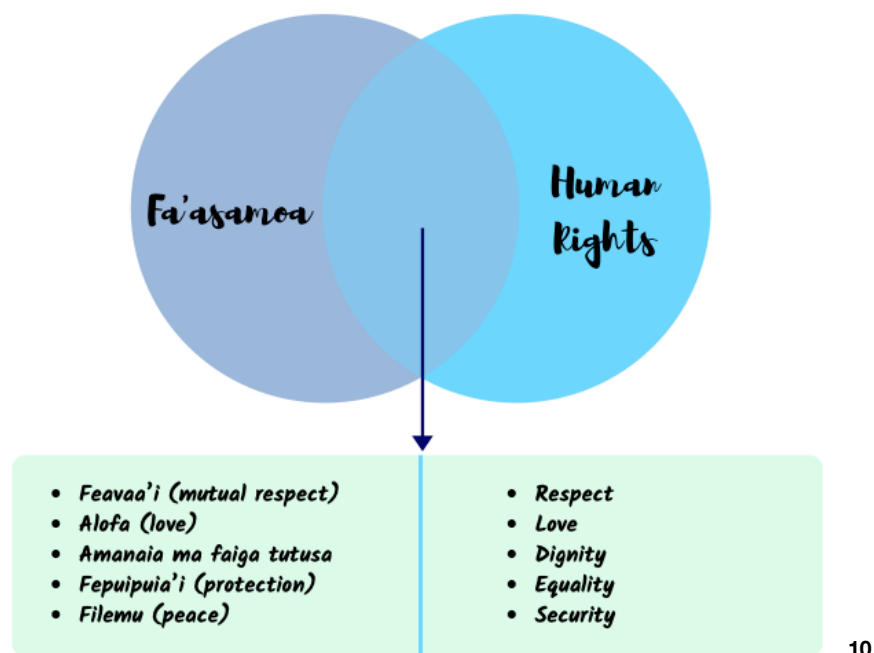 Fa'asamoa
Human
Rights
• Feavaa'i (mutual respect)
• Alofa (love)
• Amanaia ma faiga tutusa
• Fepuipuia'i (protection)
• Filemu (peace)
• Respect
• Love
• Dignity
• Equality
• Security
10